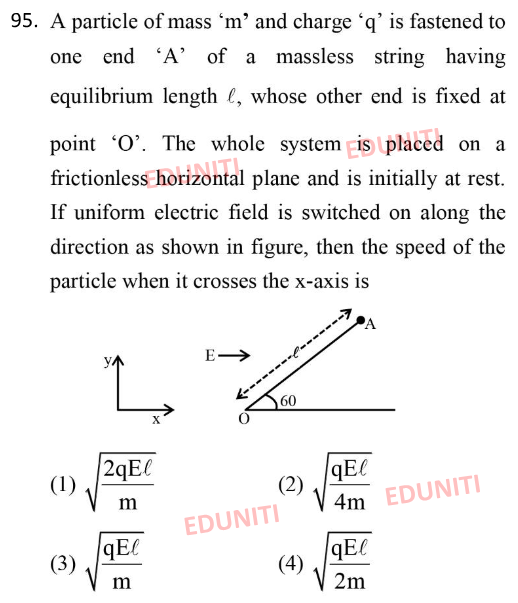 95. A particle of mass ‘m’ and charge ‘q’ is fastened to
one end ‘A’ of a massless string having
equilibrium length ℓ, whose other end is fixed at
point ‘O’. The whole system is placed on a
frictionless horizontal plane and is initially at rest.
If uniform electric field is switched on along the
direction as shown in figure, then the speed of the
particle when it crosses the x-axis is
EDUNITI
EDUNITI
A
E
ℓ
y
60
x
O
(1) √(2qEℓ/m)
(2) √(qEℓ/4m)
EDUNITI
EDUNITI
(3) √(qEℓ/m)
(4) √(qEℓ/2m)